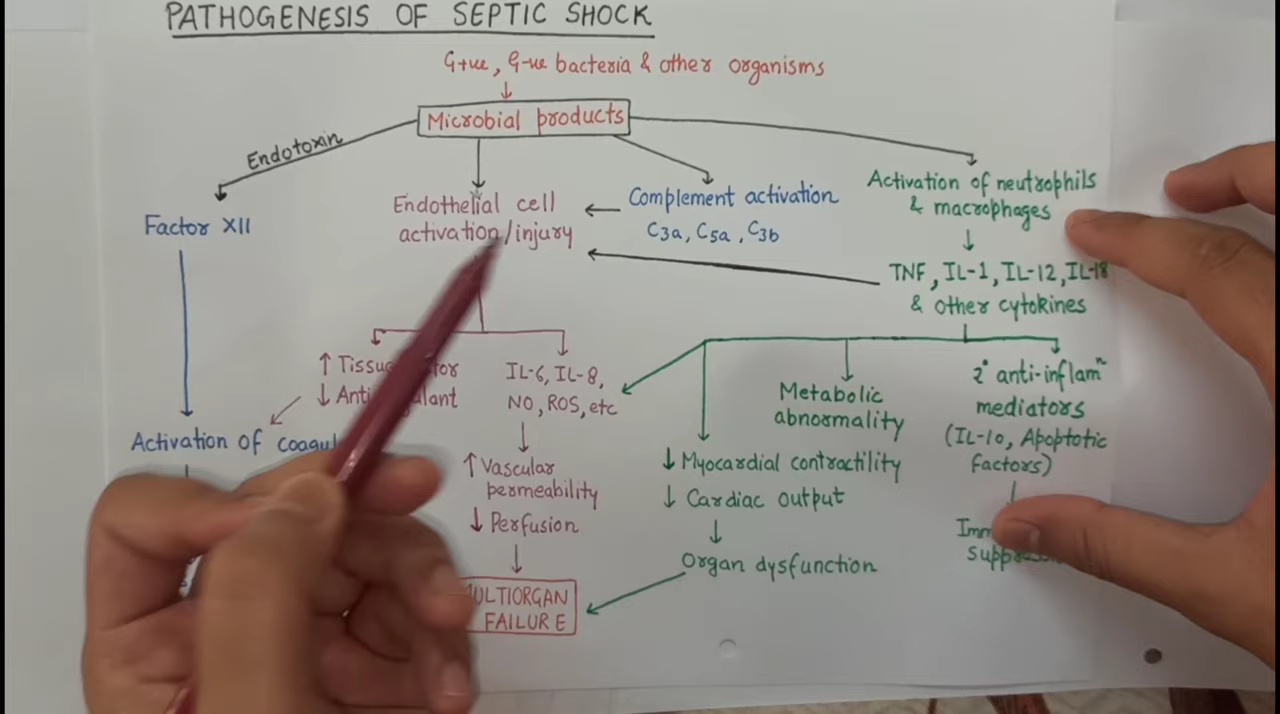 PATHOGENESIS OF SEPTIC SHOCK
G+ve, G-ve bacteria & other organisms
Microbial products
Endotoxin
Factor XII
Endothelial cell
activation/injury
Complement activation
C3a, C5a, C3b
Activation of neutrophils
& macrophages
TNF, IL-1, IL-12, IL-18
& other cytokines
↑
↓
IL-6, IL-8,
NO, ROS, etc
Activation of
↑ Vascular
permeability
↓ Perfusion
Metabolic
abnormality
↓ Myocardial contractility
↓ Cardiac output
Organ dysfunction
2° anti-inflamⁿ
mediators
(IL-10, Apoptotic
factors)
FAILURE